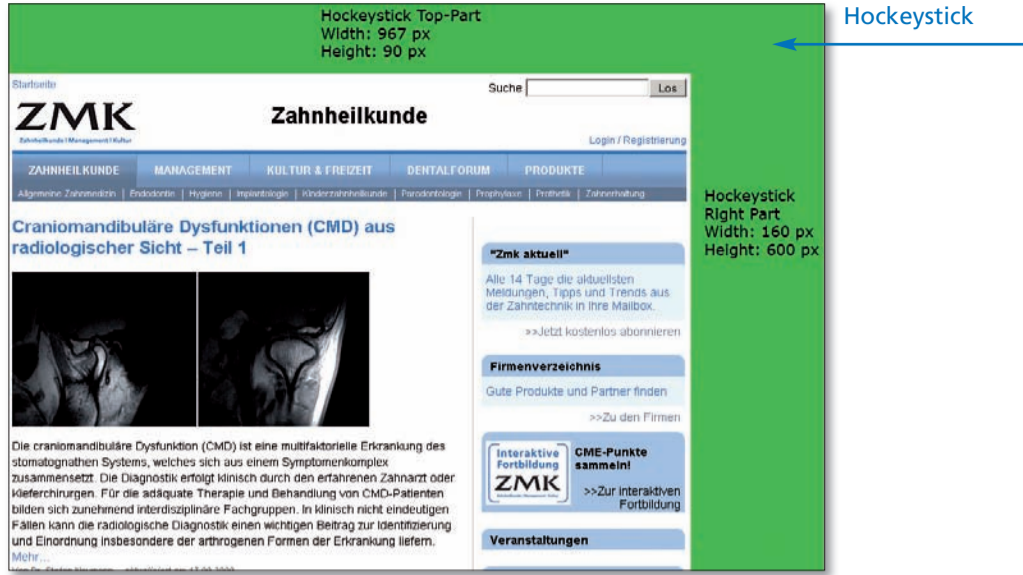 Hockeystick Top-Part
Width: 967 px
Height: 90 px
Hockeystick
Startseite
Suche
Los
ZMK
Zahnheilkunde | Management | Kultur
Zahnheilkunde
Login / Registrierung
ZAHNHEILKUNDE MANAGEMENT KULTUR & FREIZEIT DENTALFORUM PRODUKTE
Allgemeine Zahnmedizin | Endodontie | Hygiene | Implantologie | Kinderzahnheilkunde | Parodontologie | Prophylaxe | Prothetik | Zahnerhaltung
Hockeystick
Right Part
Width: 160 px
Height: 600 px
Craniomandibuläre Dysfunktionen (CMD) aus
radiologischer Sicht – Teil 1
Die craniomandibuläre Dysfunktion (CMD) ist eine multifaktorielle Erkrankung des
stomatognathen Systems, welches sich aus einem Symptomenkomplex
zusammensetzt. Die Diagnostik erfolgt klinisch durch den erfahrenen Zahnarzt oder
Kieferchirurgen. Für die adäquate Therapie und Behandlung von CMD-Patienten
bilden sich zunehmend interdisziplinäre Fachgruppen. In klinisch nicht eindeutigen
Fällen kann die radiologische Diagnostik einen wichtigen Beitrag zur Identifizierung
und Einordnung insbesondere der arthrogenen Formen der Erkrankung liefern.
Mehr...
"Zmk aktuell"
Alle 14 Tage die aktuellsten
Meldungen, Tipps und Trends aus
der Zahntechnik in Ihre Mailbox.
>>Jetzt kostenlos abonnieren
Firmenverzeichnis
Gute Produkte und Partner finden
>>Zu den Firmen
Interaktive
Fortbildung
ZMK
CME-Punkte
sammeln!
>>Zur interaktiven
Fortbildung
Veranstaltungen